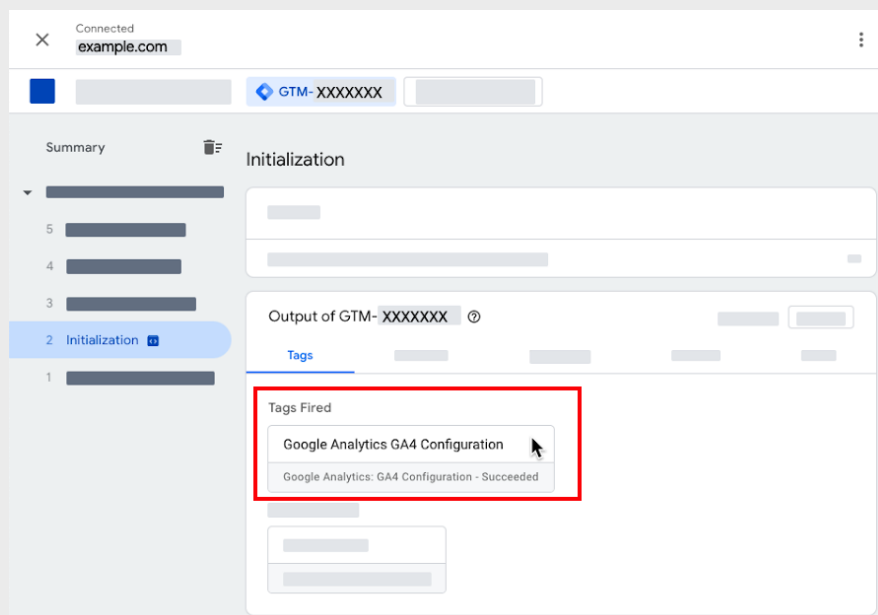 Connected
example.com
GTM- XXXXXXX
Summary
Initialization
5
4
3
2 Initialization
1
Output of GTM- XXXXXXX
Tags
Tags Fired
Google Analytics GA4 Configuration
Google Analytics: GA4 Configuration - Succeeded